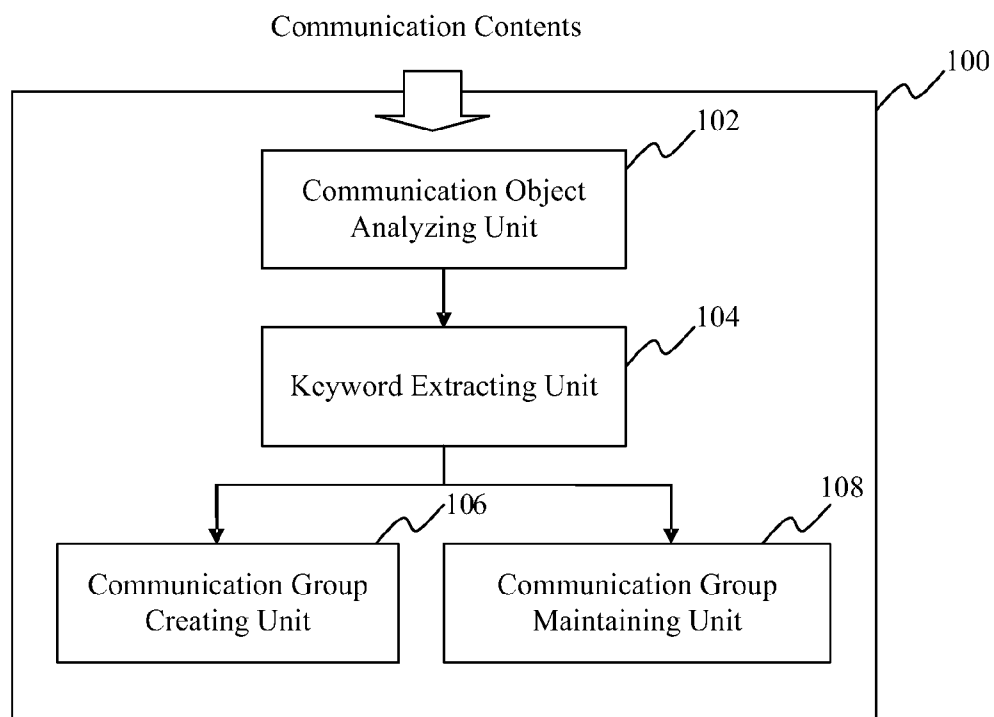 Communication Contents
100
102
Communication Object
Analyzing Unit
104
Keyword Extracting Unit
106
108
Communication Group
Creating Unit
Communication Group
Maintaining Unit